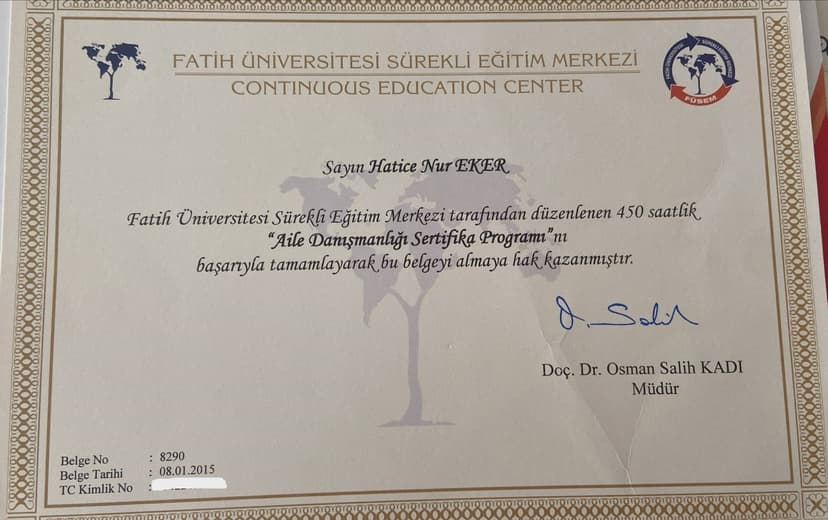 FATİH ÜNİVERSİTESİ SÜREKLİ EĞİTİM MERKEZİ
CONTINUOUS EDUCATION CENTER
FÜSEM
Sayın Hatice Nur EKER
Fatih Üniversitesi Sürekli Eğitim Merkezi tarafından düzenlenen 450 saatlik
“Aile Danışmanlığı Sertifika Programı”nı
başarıyla tamamlayarak bu belgeyi almaya hak kazanmıştır.
Doç. Dr. Osman Salih KADI
Müdür
Belge No : 8290
Belge Tarihi : 08.01.2015
TC Kimlik No :